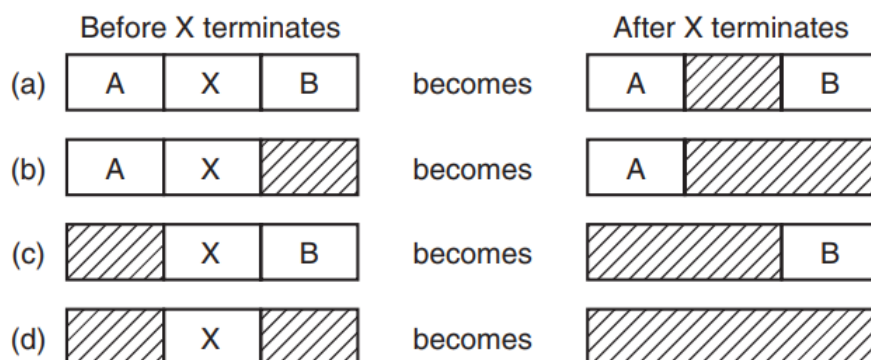 Before X terminates After X terminates
(a) A X B becomes A B
(b) A X becomes A
(c) X B becomes B
(d) X becomes